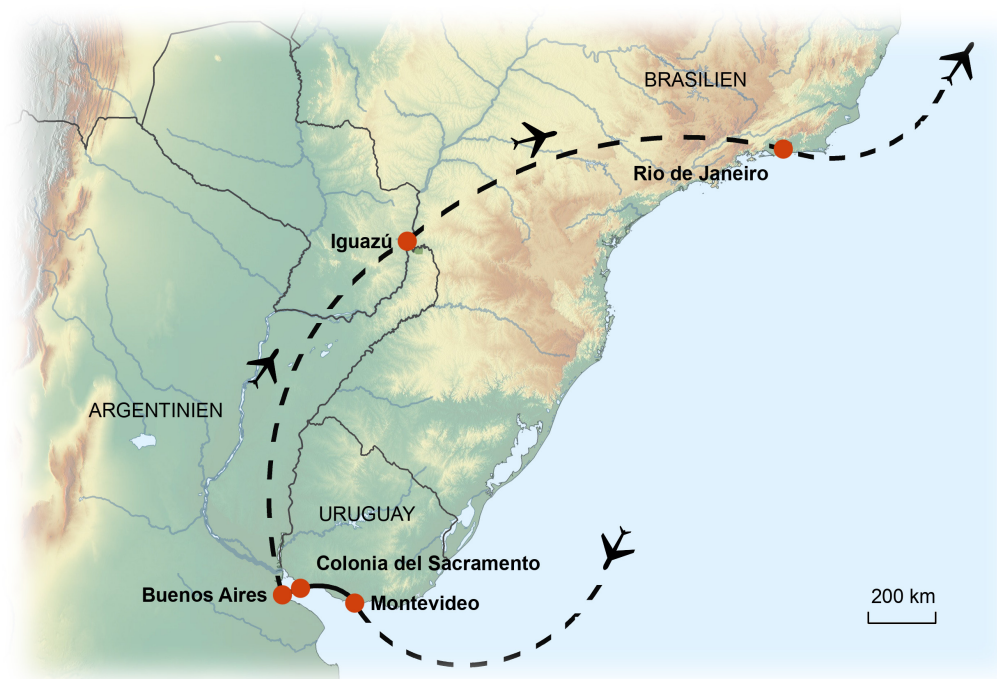 BRASILIEN
Rio de Janeiro
Iguazú
ARGENTINIEN
URUGUAY
Colonia del Sacramento
Buenos Aires
Montevideo
200 km